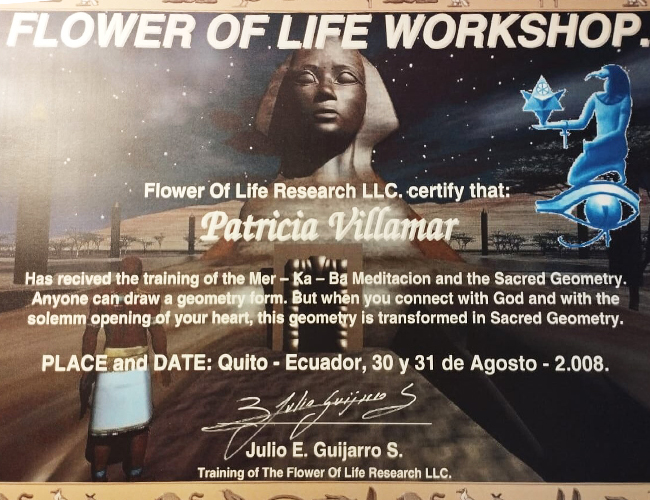 FLOWER OF LIFE WORKSHOP.
Flower Of Life Research LLC. certify that:
Patricia Villamar
Has recived the training of the Mer – Ka – Ba Meditacion and the Sacred Geometry.
Anyone can draw a geometry form. But when you connect with God and with the
solemm opening of your heart, this geometry is transformed in Sacred Geometry.
PLACE and DATE: Quito - Ecuador, 30 y 31 de Agosto - 2.008.
Julio Guijarro S
Julio E. Guijarro S.
Training of The Flower Of Life Research LLC.